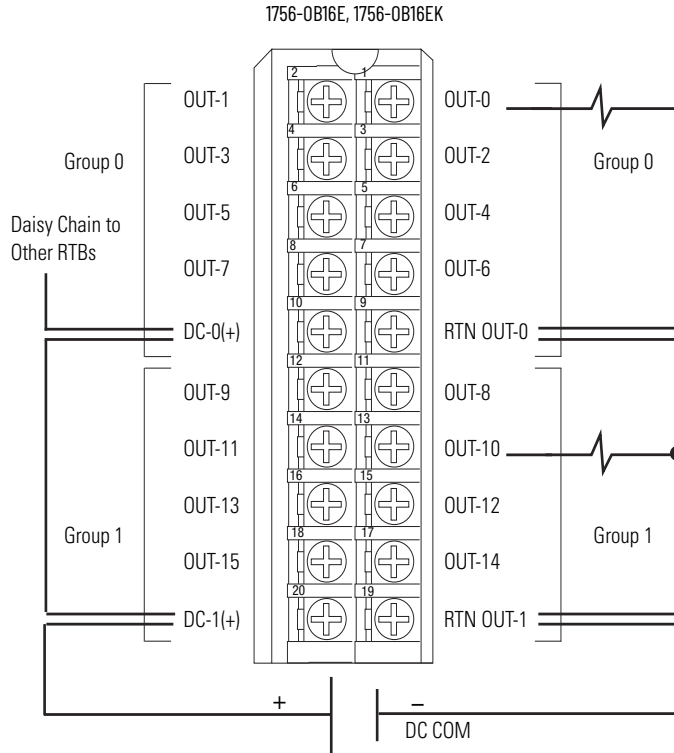 1756-OB16E, 1756-OB16EK
2 1
OUT-1 OUT-0
4 3
OUT-3 OUT-2
Group 0 Group 0
6 5
OUT-5 OUT-4
Daisy Chain to
Other RTBs
8 7
OUT-7 OUT-6
10 9
DC-0(+) RTN OUT-0
12 11
OUT-9 OUT-8
14 13
OUT-11 OUT-10
16 15
OUT-13 OUT-12
Group 1 Group 1
18 17
OUT-15 OUT-14
20 19
DC-1(+) RTN OUT-1
+ –
DC COM